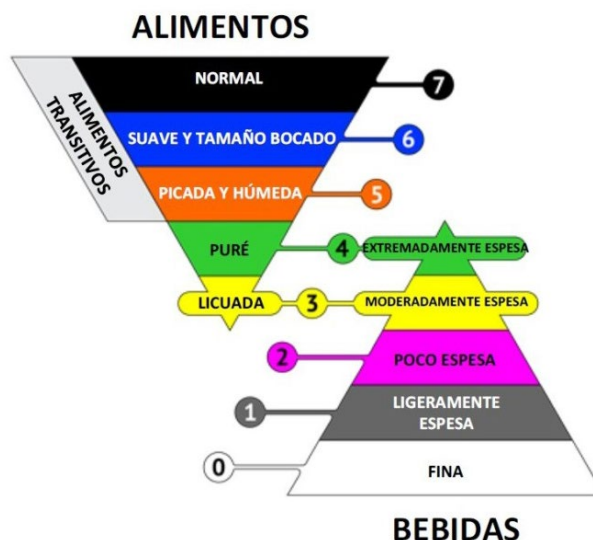 ALIMENTOS
ALIMENTOS
TRANSITIVOS
NORMAL
7
SUAVE Y TAMAÑO BOCADO
6
PICADA Y HÚMEDA
5
PURÉ
4
EXTREMADAMENTE ESPESA
LICUADA
3
MODERADAMENTE ESPESA
2
POCO ESPESA
1
LIGERAMENTE
ESPESA
0
FINA
BEBIDAS